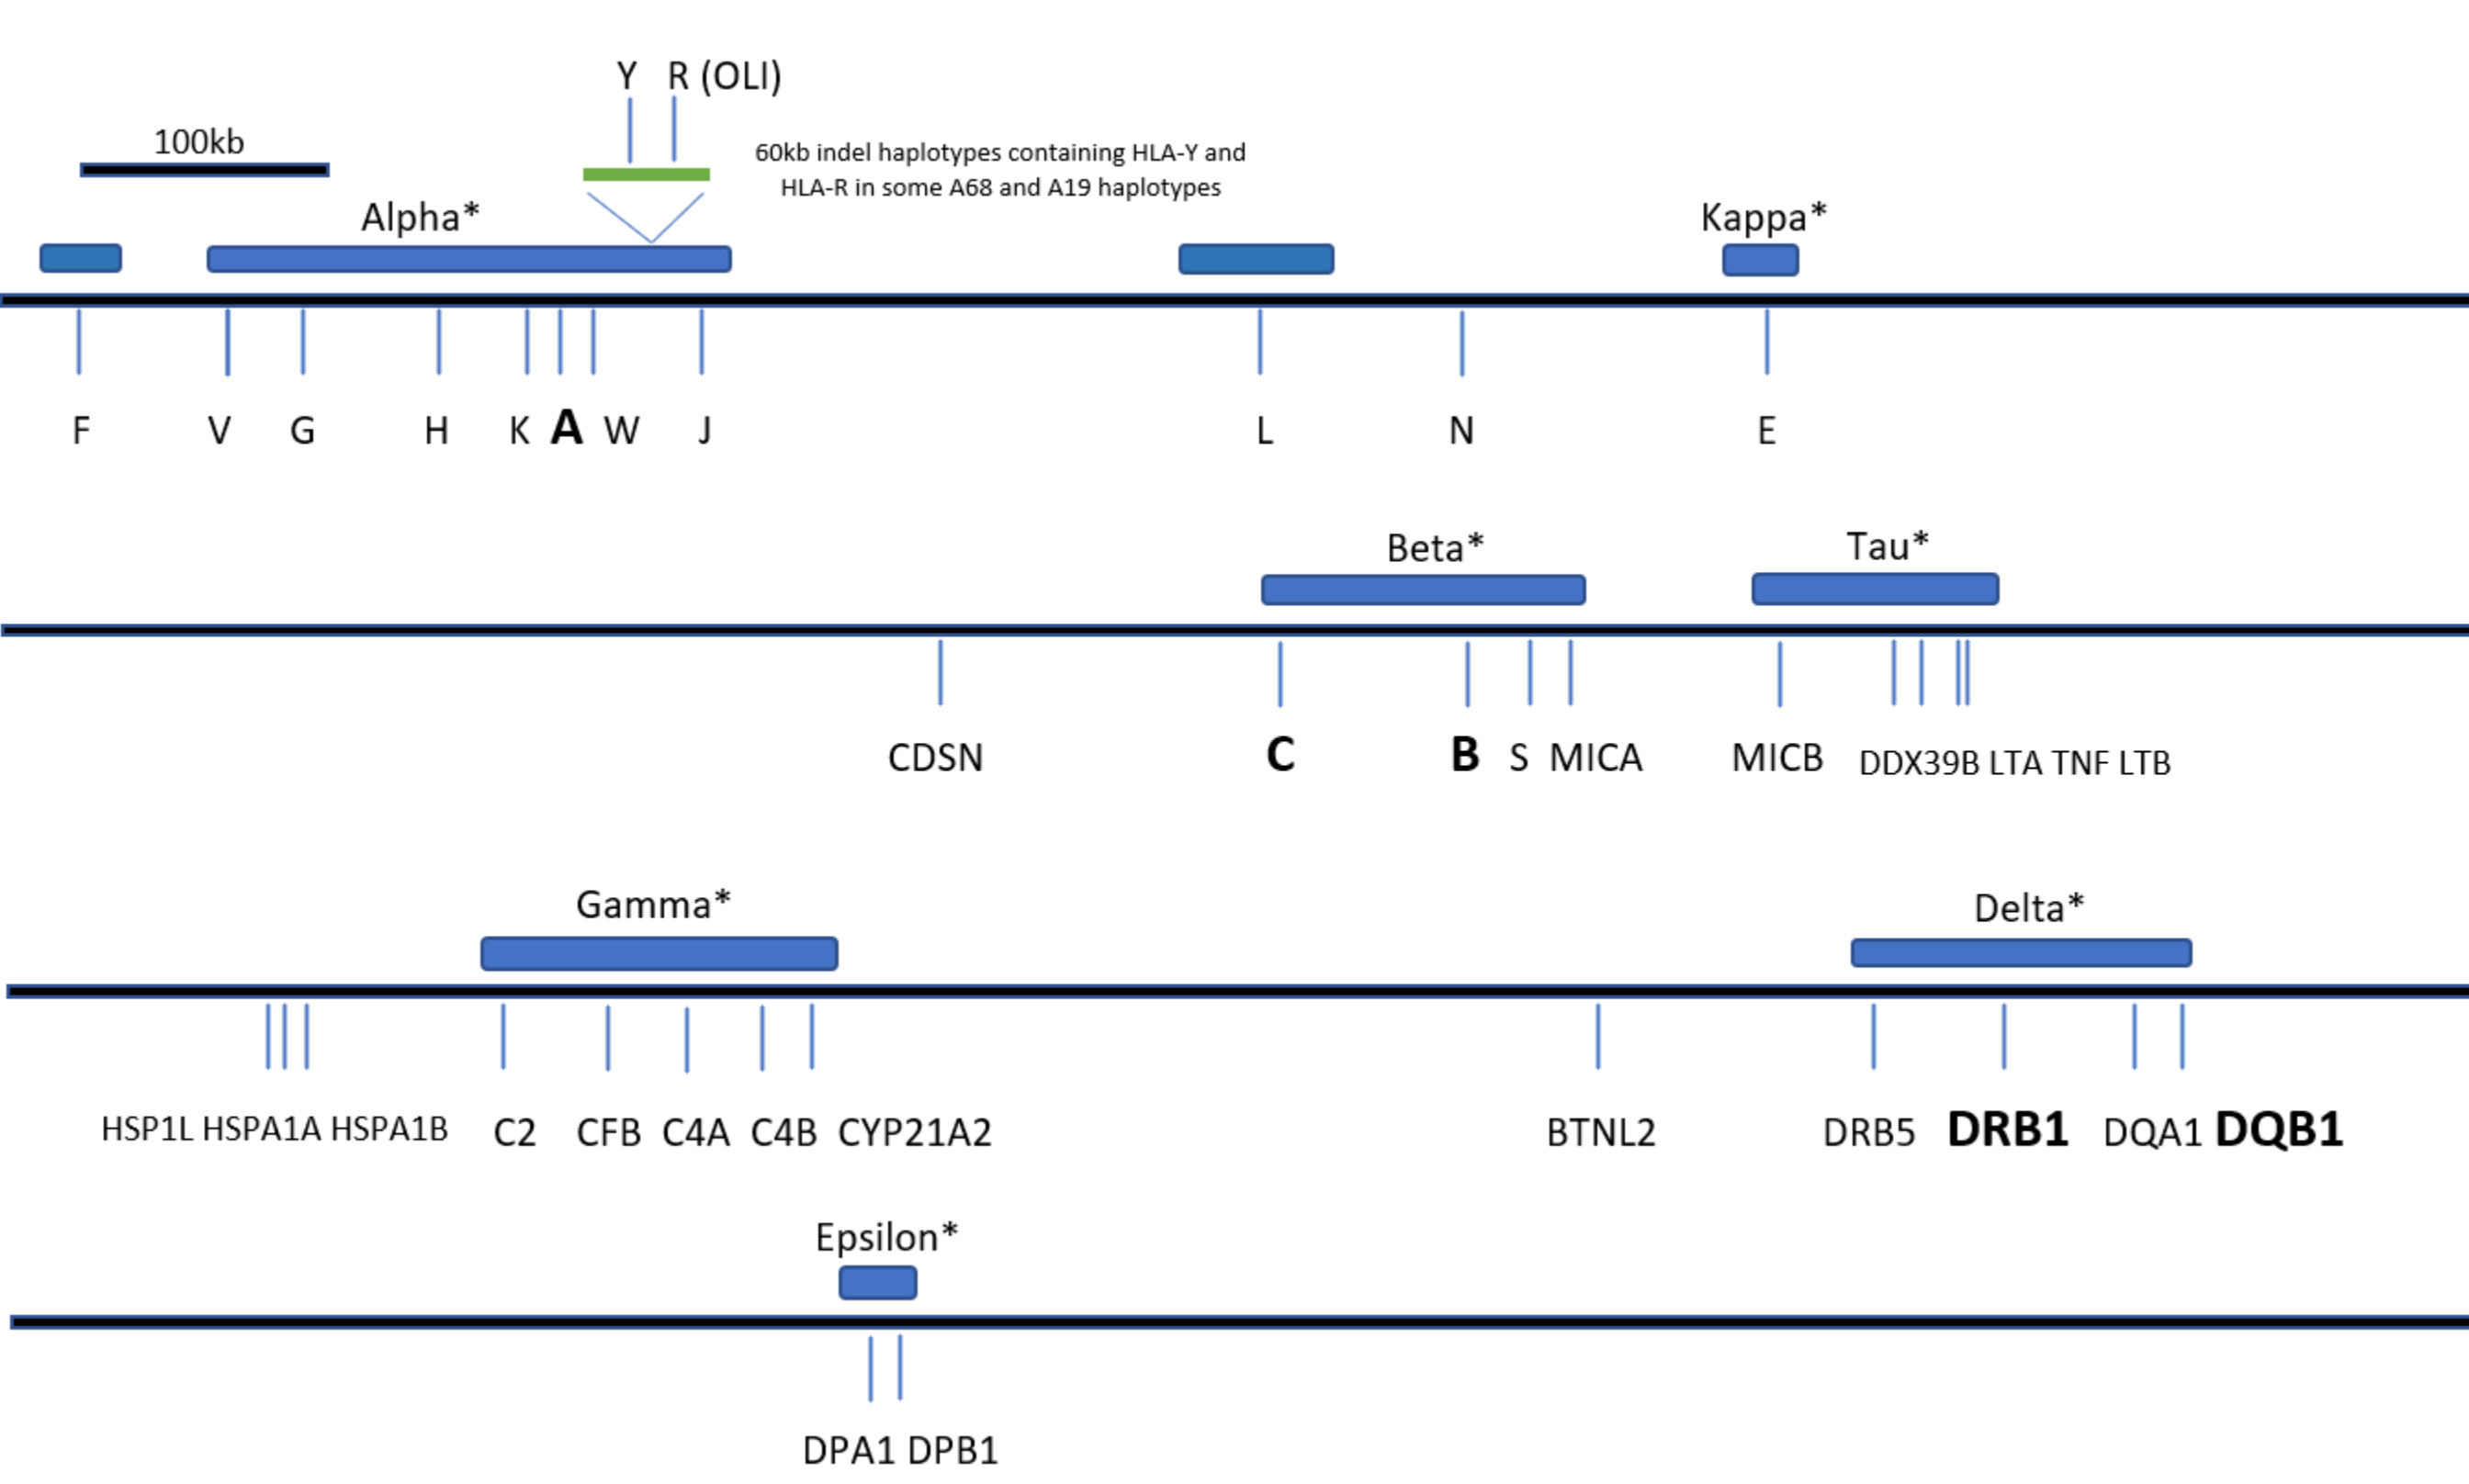 Y R (OLI)
100kb
60kb indel haplotypes containing HLA-Y and
HLA-R in some A68 and A19 haplotypes
Alpha* Kappa*
F V G H K A W J L N E
Beta* Tau*
CDSN C B S MICA MICB DDX39B LTA TNF LTB
Gamma* Delta*
HSP1L HSPA1A HSPA1B C2 CFB C4A C4B CYP21A2 BTNL2 DRB5 DRB1 DQA1 DQB1
Epsilon*
DPA1 DPB1